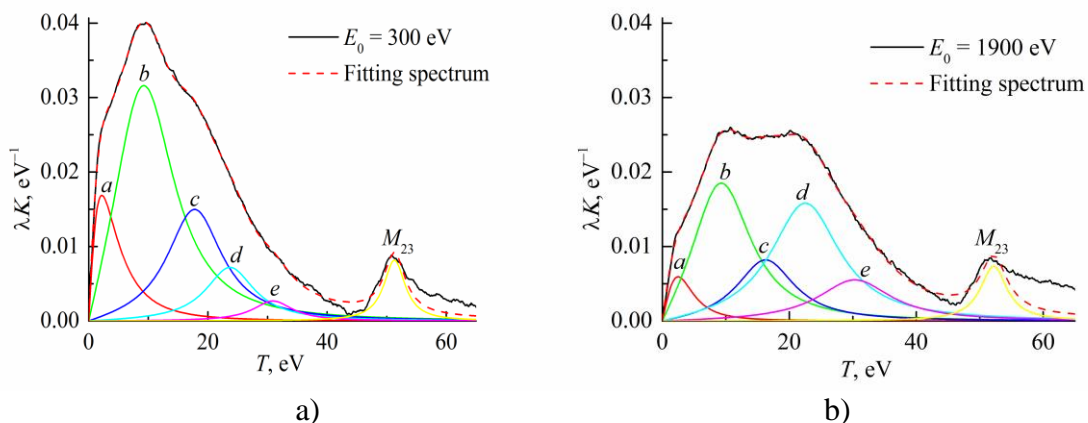 0.04
0.03
0.02
0.01
0.00
λK, eV⁻¹
E₀ = 300 eV
Fitting spectrum
a
b
c
d
e
M₂₃
0
20
40
60
T, eV
a)
0.04
0.03
0.02
0.01
0.00
λK, eV⁻¹
E₀ = 1900 eV
Fitting spectrum
a
b
c
d
e
M₂₃
0
20
40
60
T, eV
b)